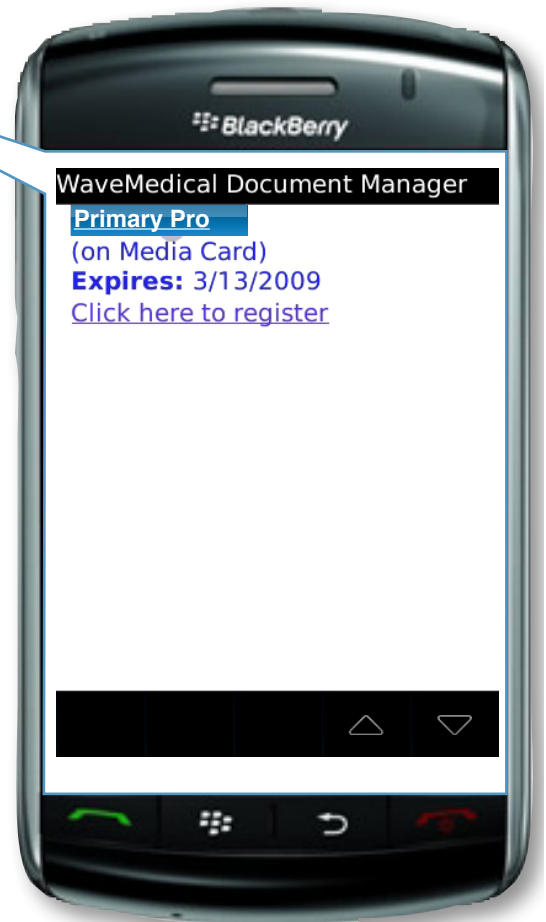 BlackBerry
WaveMedical Document Manager
Primary Pro
(on Media Card)
Expires: 3/13/2009
Click here to register